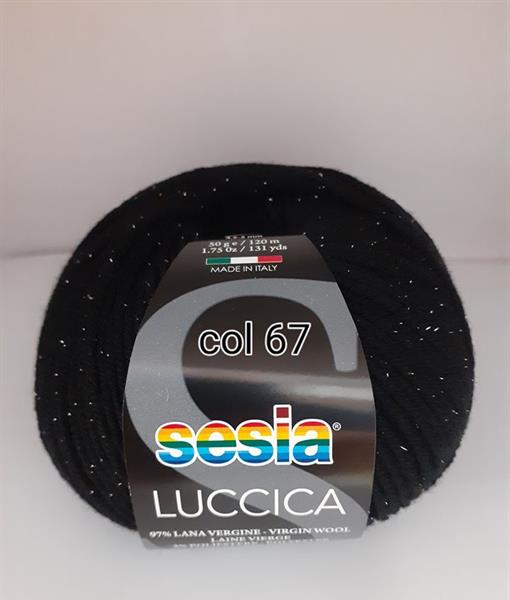 50 g e / 120 m
1.75 Oz / 131 yds
MADE IN ITALY
col 67
sesia®
LUCCICA
97% LANA VERGINE - VIRGIN WOOL
LAINE VIERGE